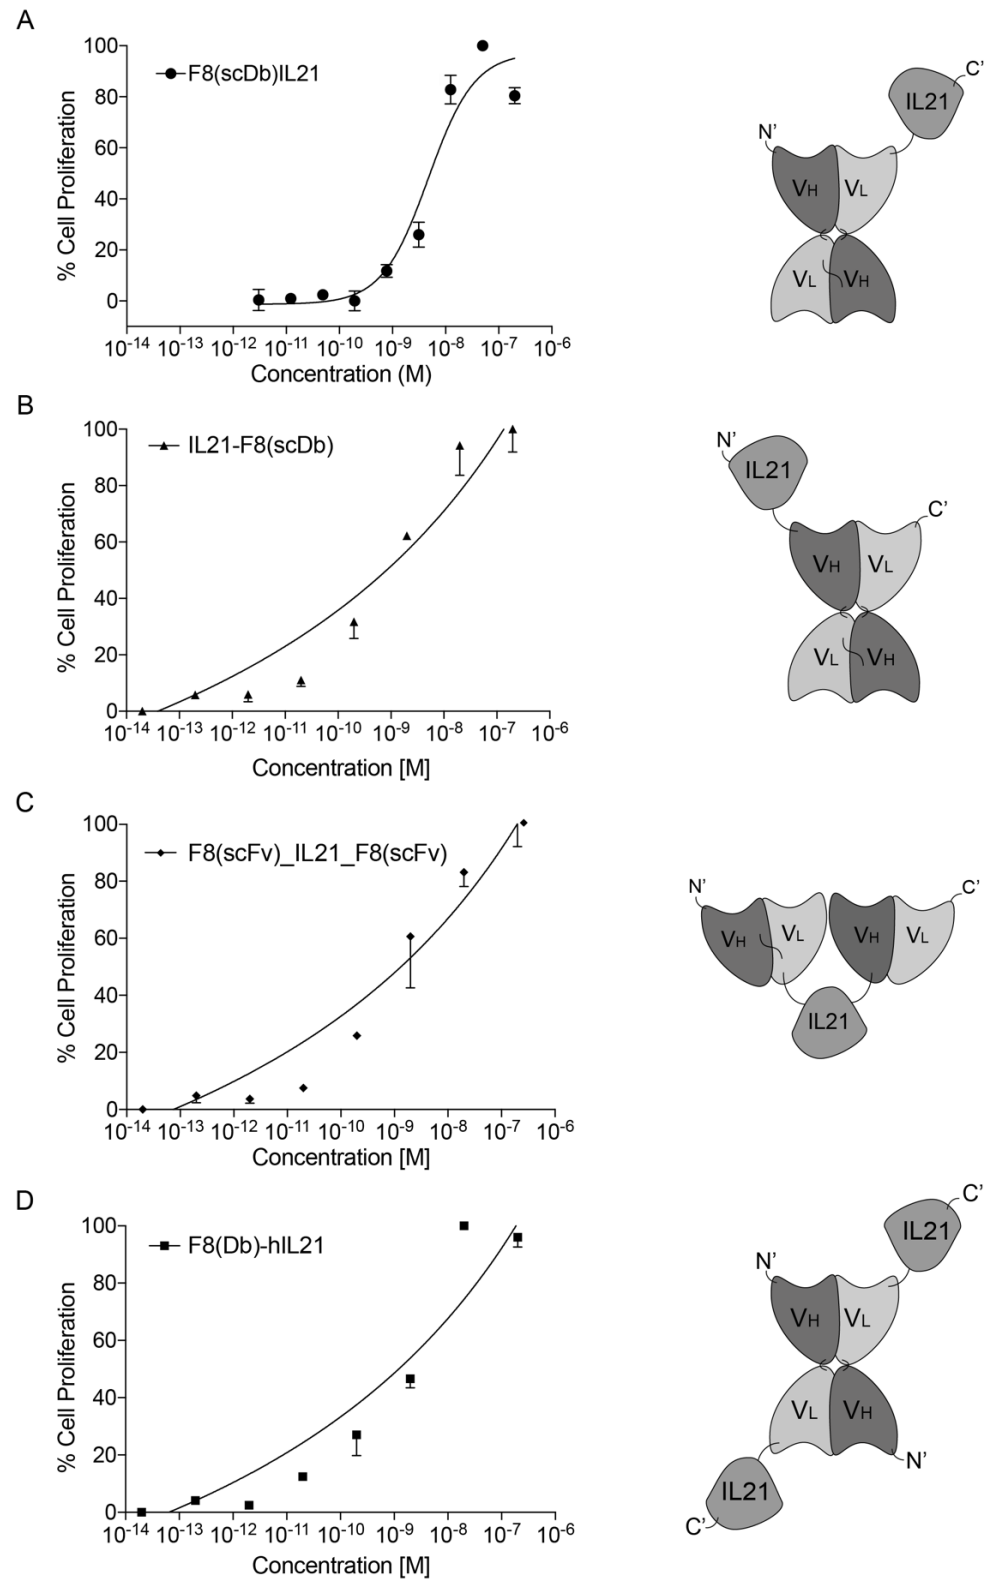 A
F8(scDb)IL21
100
80
60
40
20
0
% Cell Proliferation
10-14 10-13 10-12 10-11 10-10 10-9 10-8 10-7 10-6
Concentration (M)
IL21
C'
N'
VH VL
VL VH
B
IL21-F8(scDb)
100
80
60
40
20
0
% Cell Proliferation
10-14 10-13 10-12 10-11 10-10 10-9 10-8 10-7 10-6
Concentration [M]
N'
IL21
C'
VH VL
VL VH
C
F8(scFv)_IL21_F8(scFv)
100
80
60
40
20
0
% Cell Proliferation
10-14 10-13 10-12 10-11 10-10 10-9 10-8 10-7 10-6
Concentration [M]
N' C'
VH VL VH VL
IL21
D
F8(Db)-hIL21
100
80
60
40
20
0
% Cell Proliferation
10-14 10-13 10-12 10-11 10-10 10-9 10-8 10-7 10-6
Concentration [M]
C'
IL21
N'
VH VL
VL VH
N'
IL21
C'